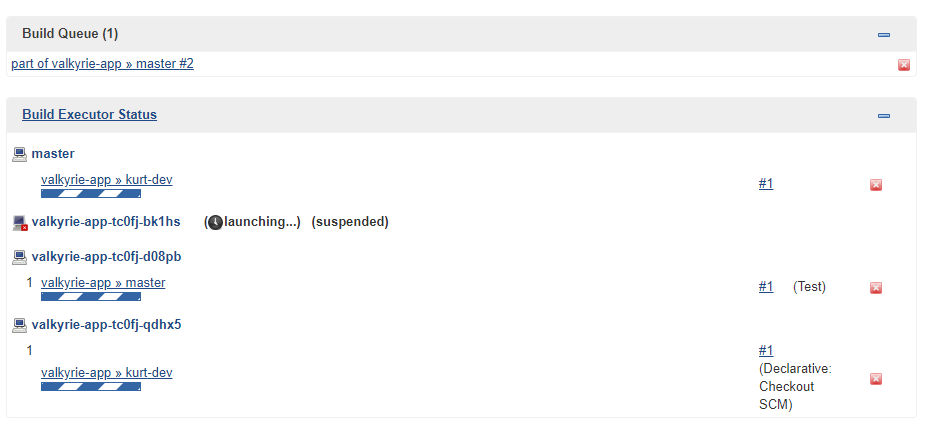 Build Queue (1)
part of valkyrie-app » master #2
Build Executor Status
master
valkyrie-app » kurt-dev #1
valkyrie-app-tc0fj-bk1hs (launching...) (suspended)
valkyrie-app-tc0fj-d08pb
1 valkyrie-app » master #1 (Test)
valkyrie-app-tc0fj-qdhx5
1 #1
valkyrie-app » kurt-dev (Declarative:
Checkout
SCM)